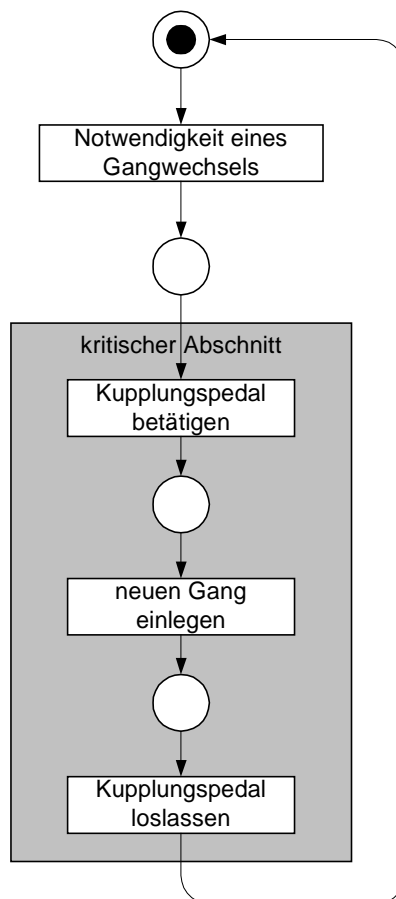 Notwendigkeit eines
Gangwechsels
kritischer Abschnitt
Kupplungspedal
betätigen
neuen Gang
einlegen
Kupplungspedal
loslassen